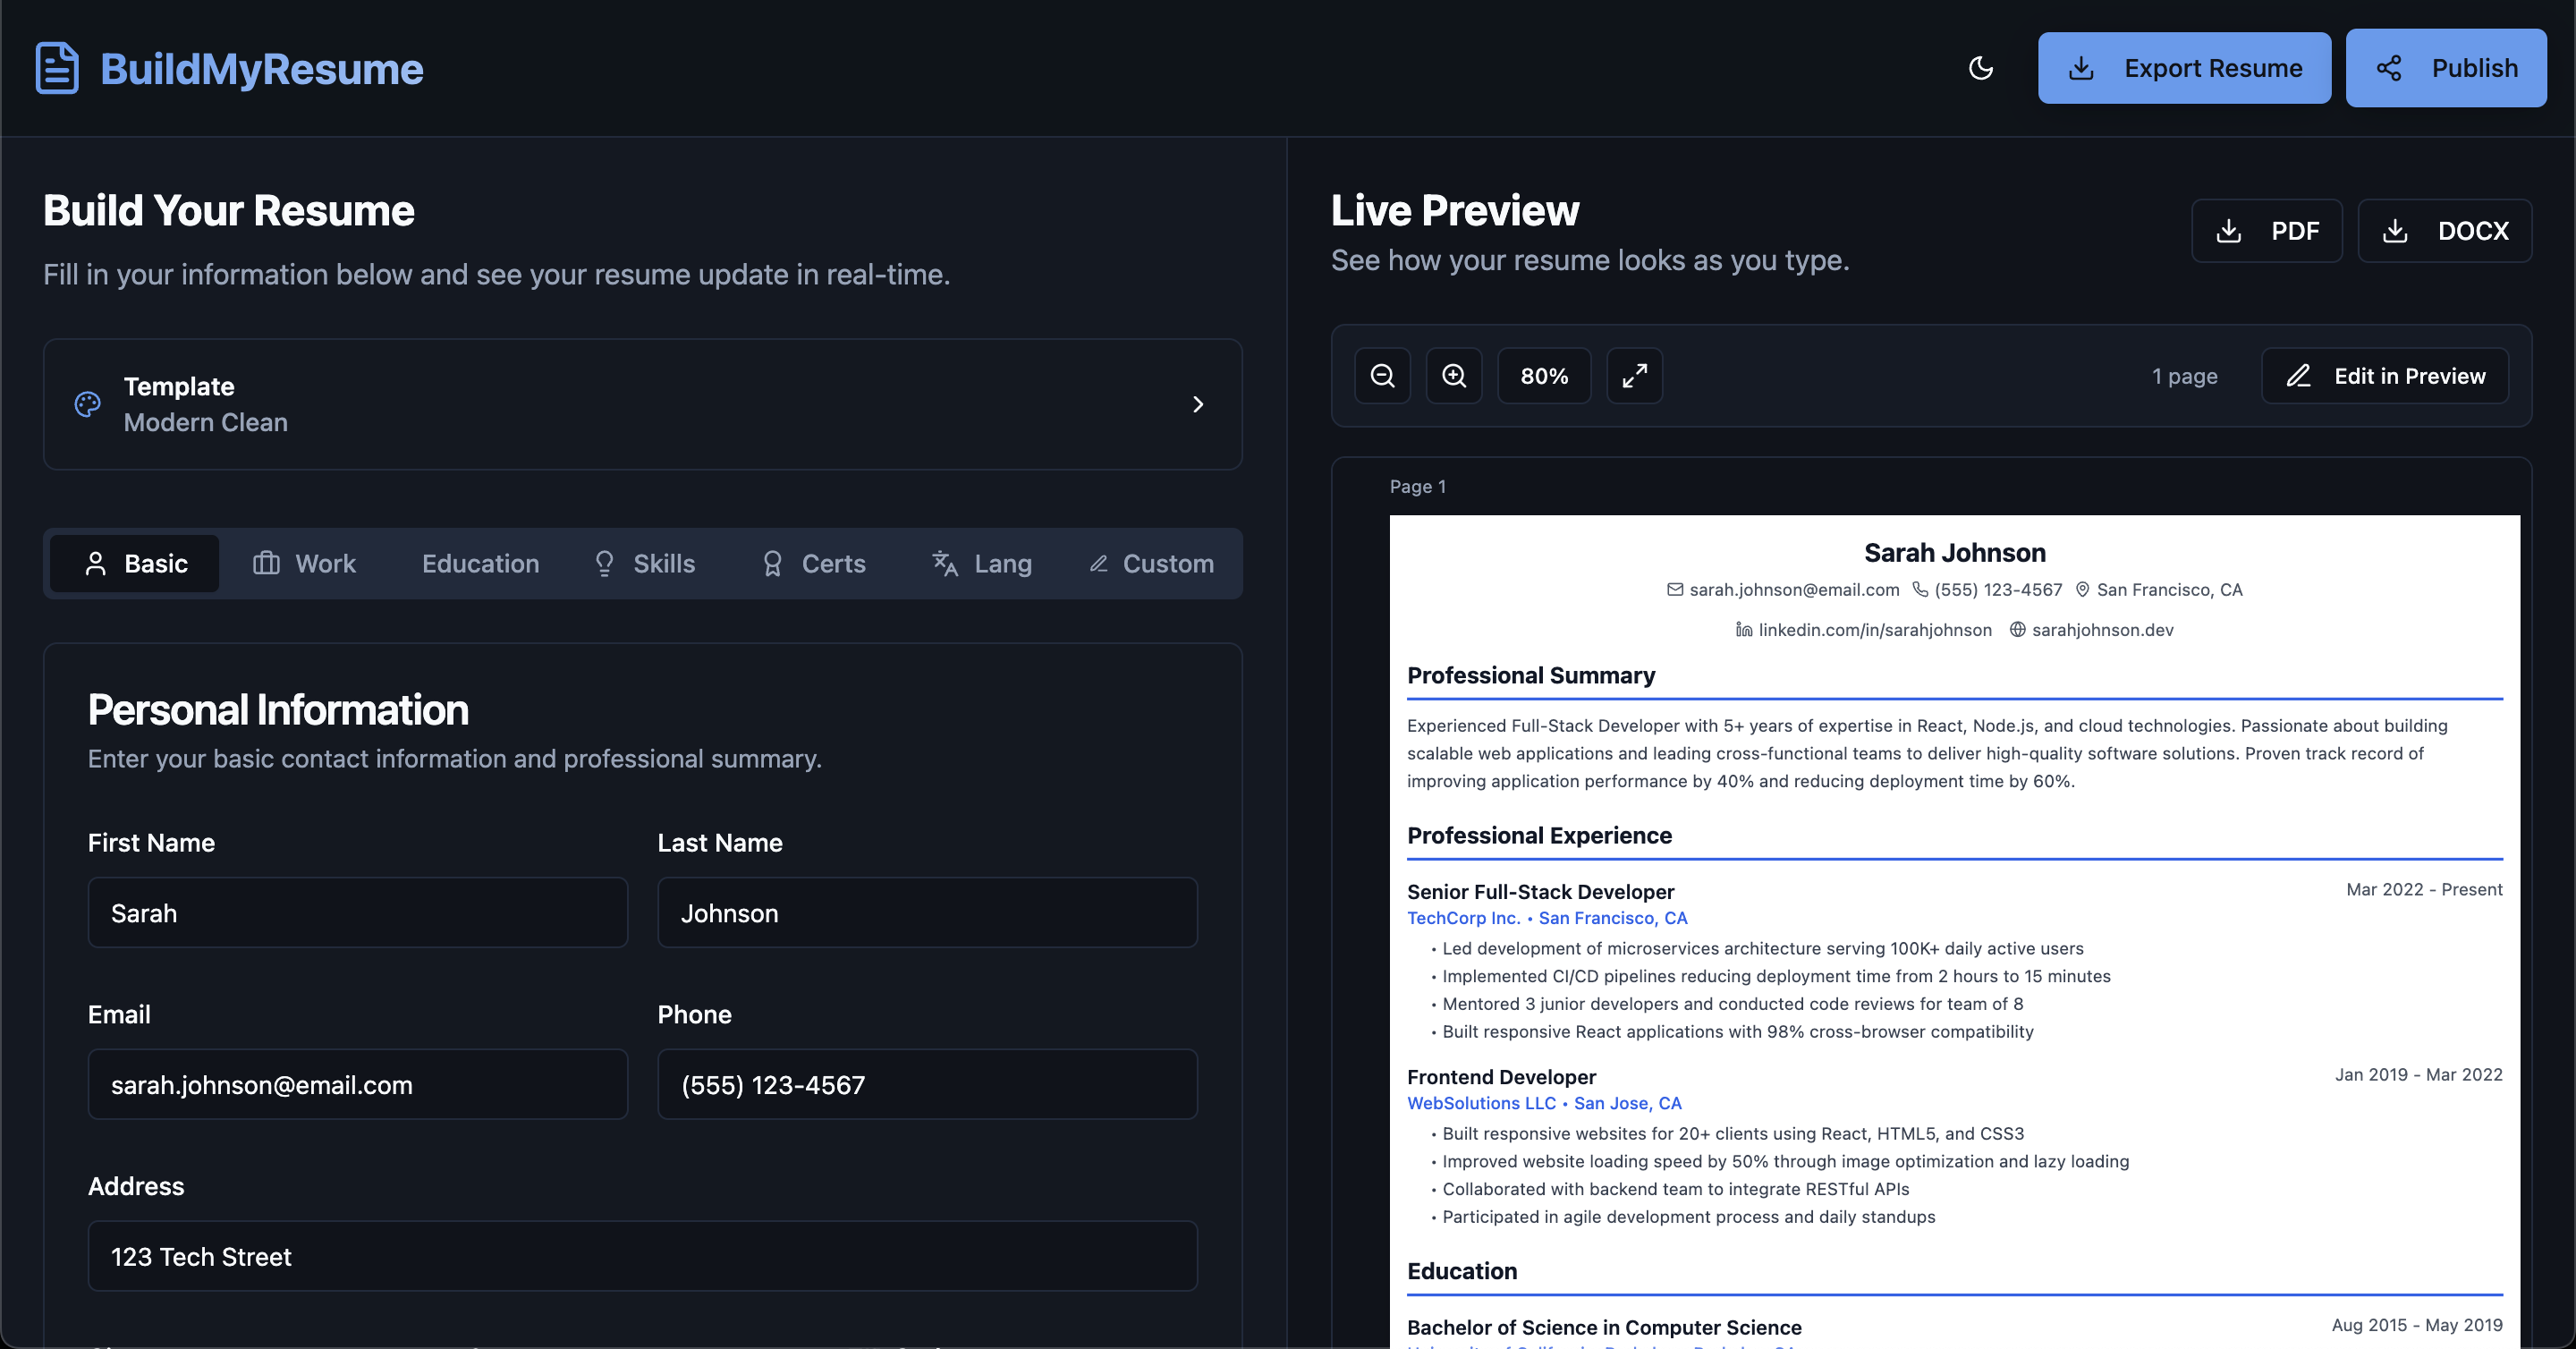 BuildMyResume
Export Resume
Publish
Build Your Resume
Fill in your information below and see your resume update in real-time.
Template
Modern Clean
Basic
Work
Education
Skills
Certs
Lang
Custom
Personal Information
Enter your basic contact information and professional summary.
First Name
Last Name
Sarah
Johnson
Email
Phone
sarah.johnson@email.com
(555) 123-4567
Address
123 Tech Street
Live Preview
See how your resume looks as you type.
PDF
DOCX
80%
1 page
Edit in Preview
Page 1
Sarah Johnson
sarah.johnson@email.com (555) 123-4567 San Francisco, CA
linkedin.com/in/sarahjohnson sarahjohnson.dev
Professional Summary
Experienced Full-Stack Developer with 5+ years of expertise in React, Node.js, and cloud technologies. Passionate about building
scalable web applications and leading cross-functional teams to deliver high-quality software solutions. Proven track record of
improving application performance by 40% and reducing deployment time by 60%.
Professional Experience
Senior Full-Stack Developer
Mar 2022 - Present
TechCorp Inc. • San Francisco, CA
• Led development of microservices architecture serving 100K+ daily active users
• Implemented CI/CD pipelines reducing deployment time from 2 hours to 15 minutes
• Mentored 3 junior developers and conducted code reviews for team of 8
• Built responsive React applications with 98% cross-browser compatibility
Frontend Developer
Jan 2019 - Mar 2022
WebSolutions LLC • San Jose, CA
• Built responsive websites for 20+ clients using React, HTML5, and CSS3
• Improved website loading speed by 50% through image optimization and lazy loading
• Collaborated with backend team to integrate RESTful APIs
• Participated in agile development process and daily standups
Education
Bachelor of Science in Computer Science
Aug 2015 - May 2019